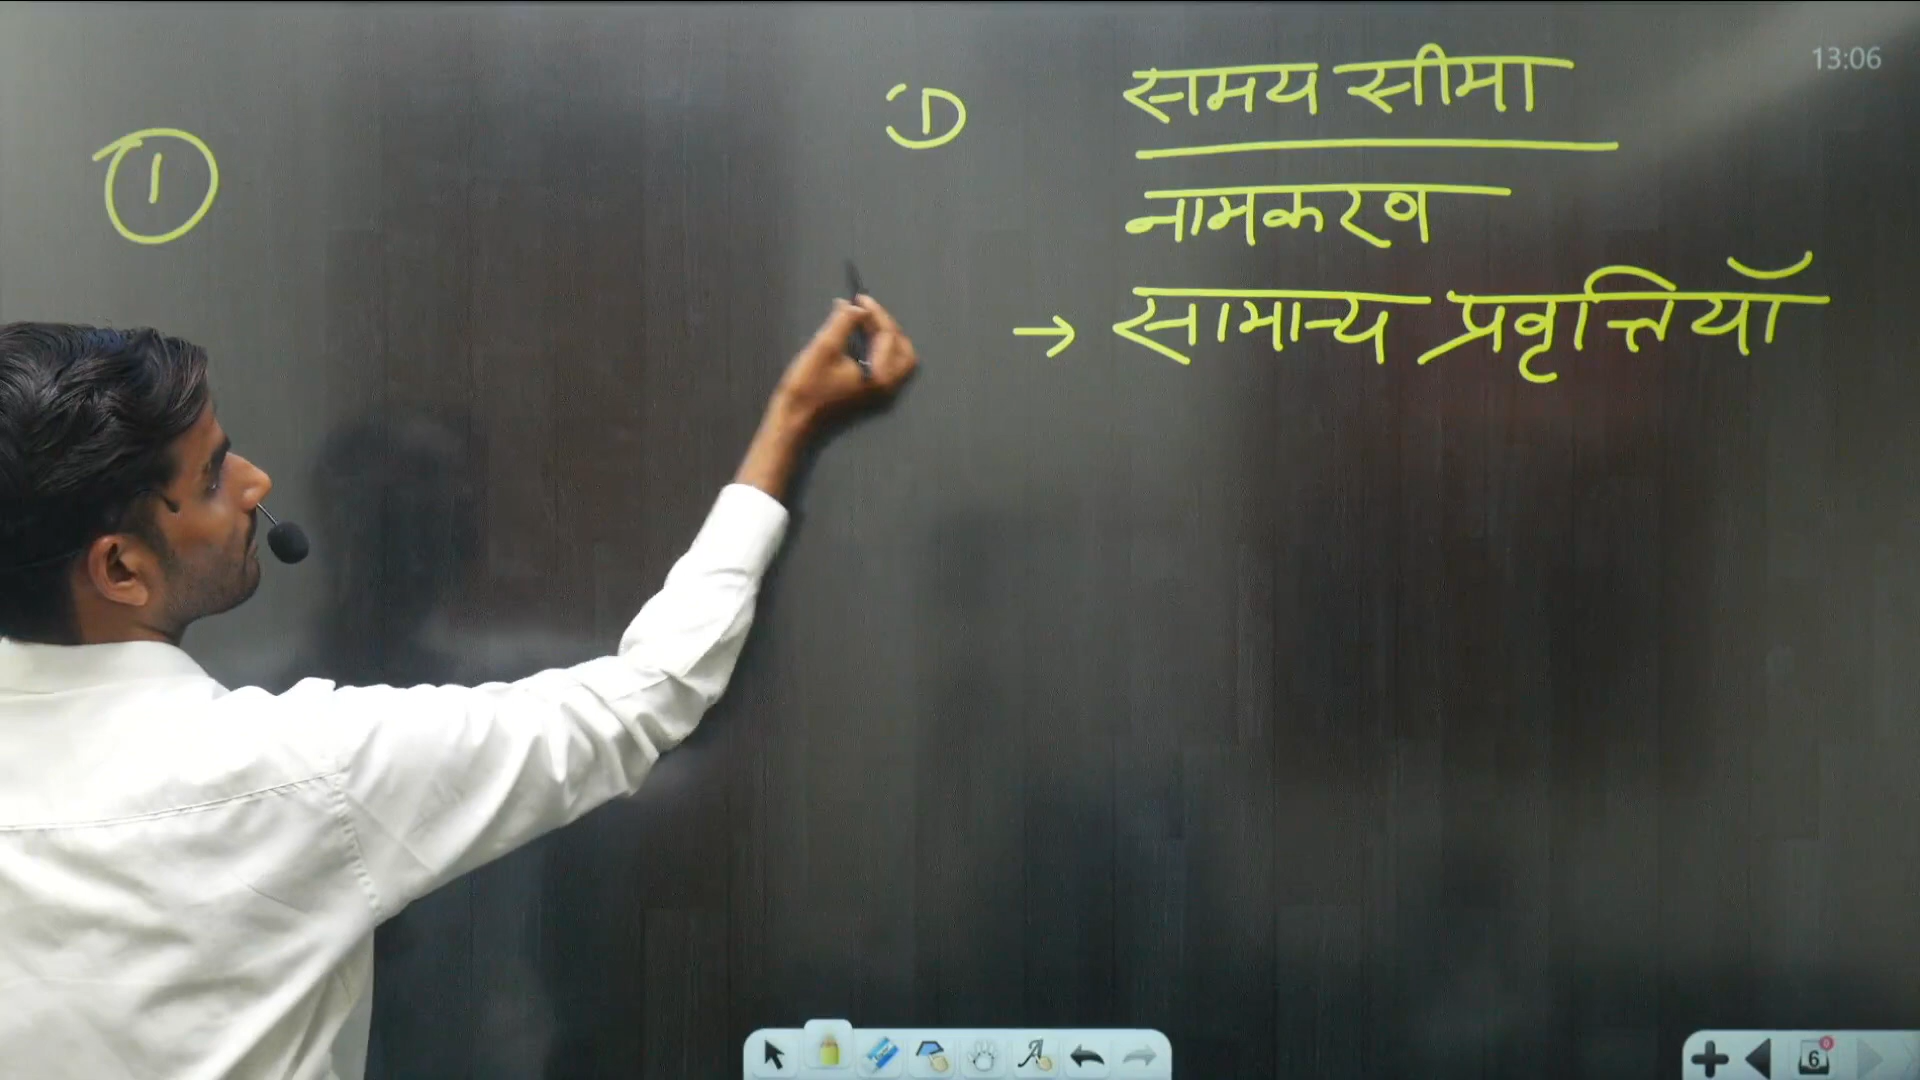 13:06
① समय सीमा
①
नामकरण
→ सामान्य प्रवृत्तियाँ
6